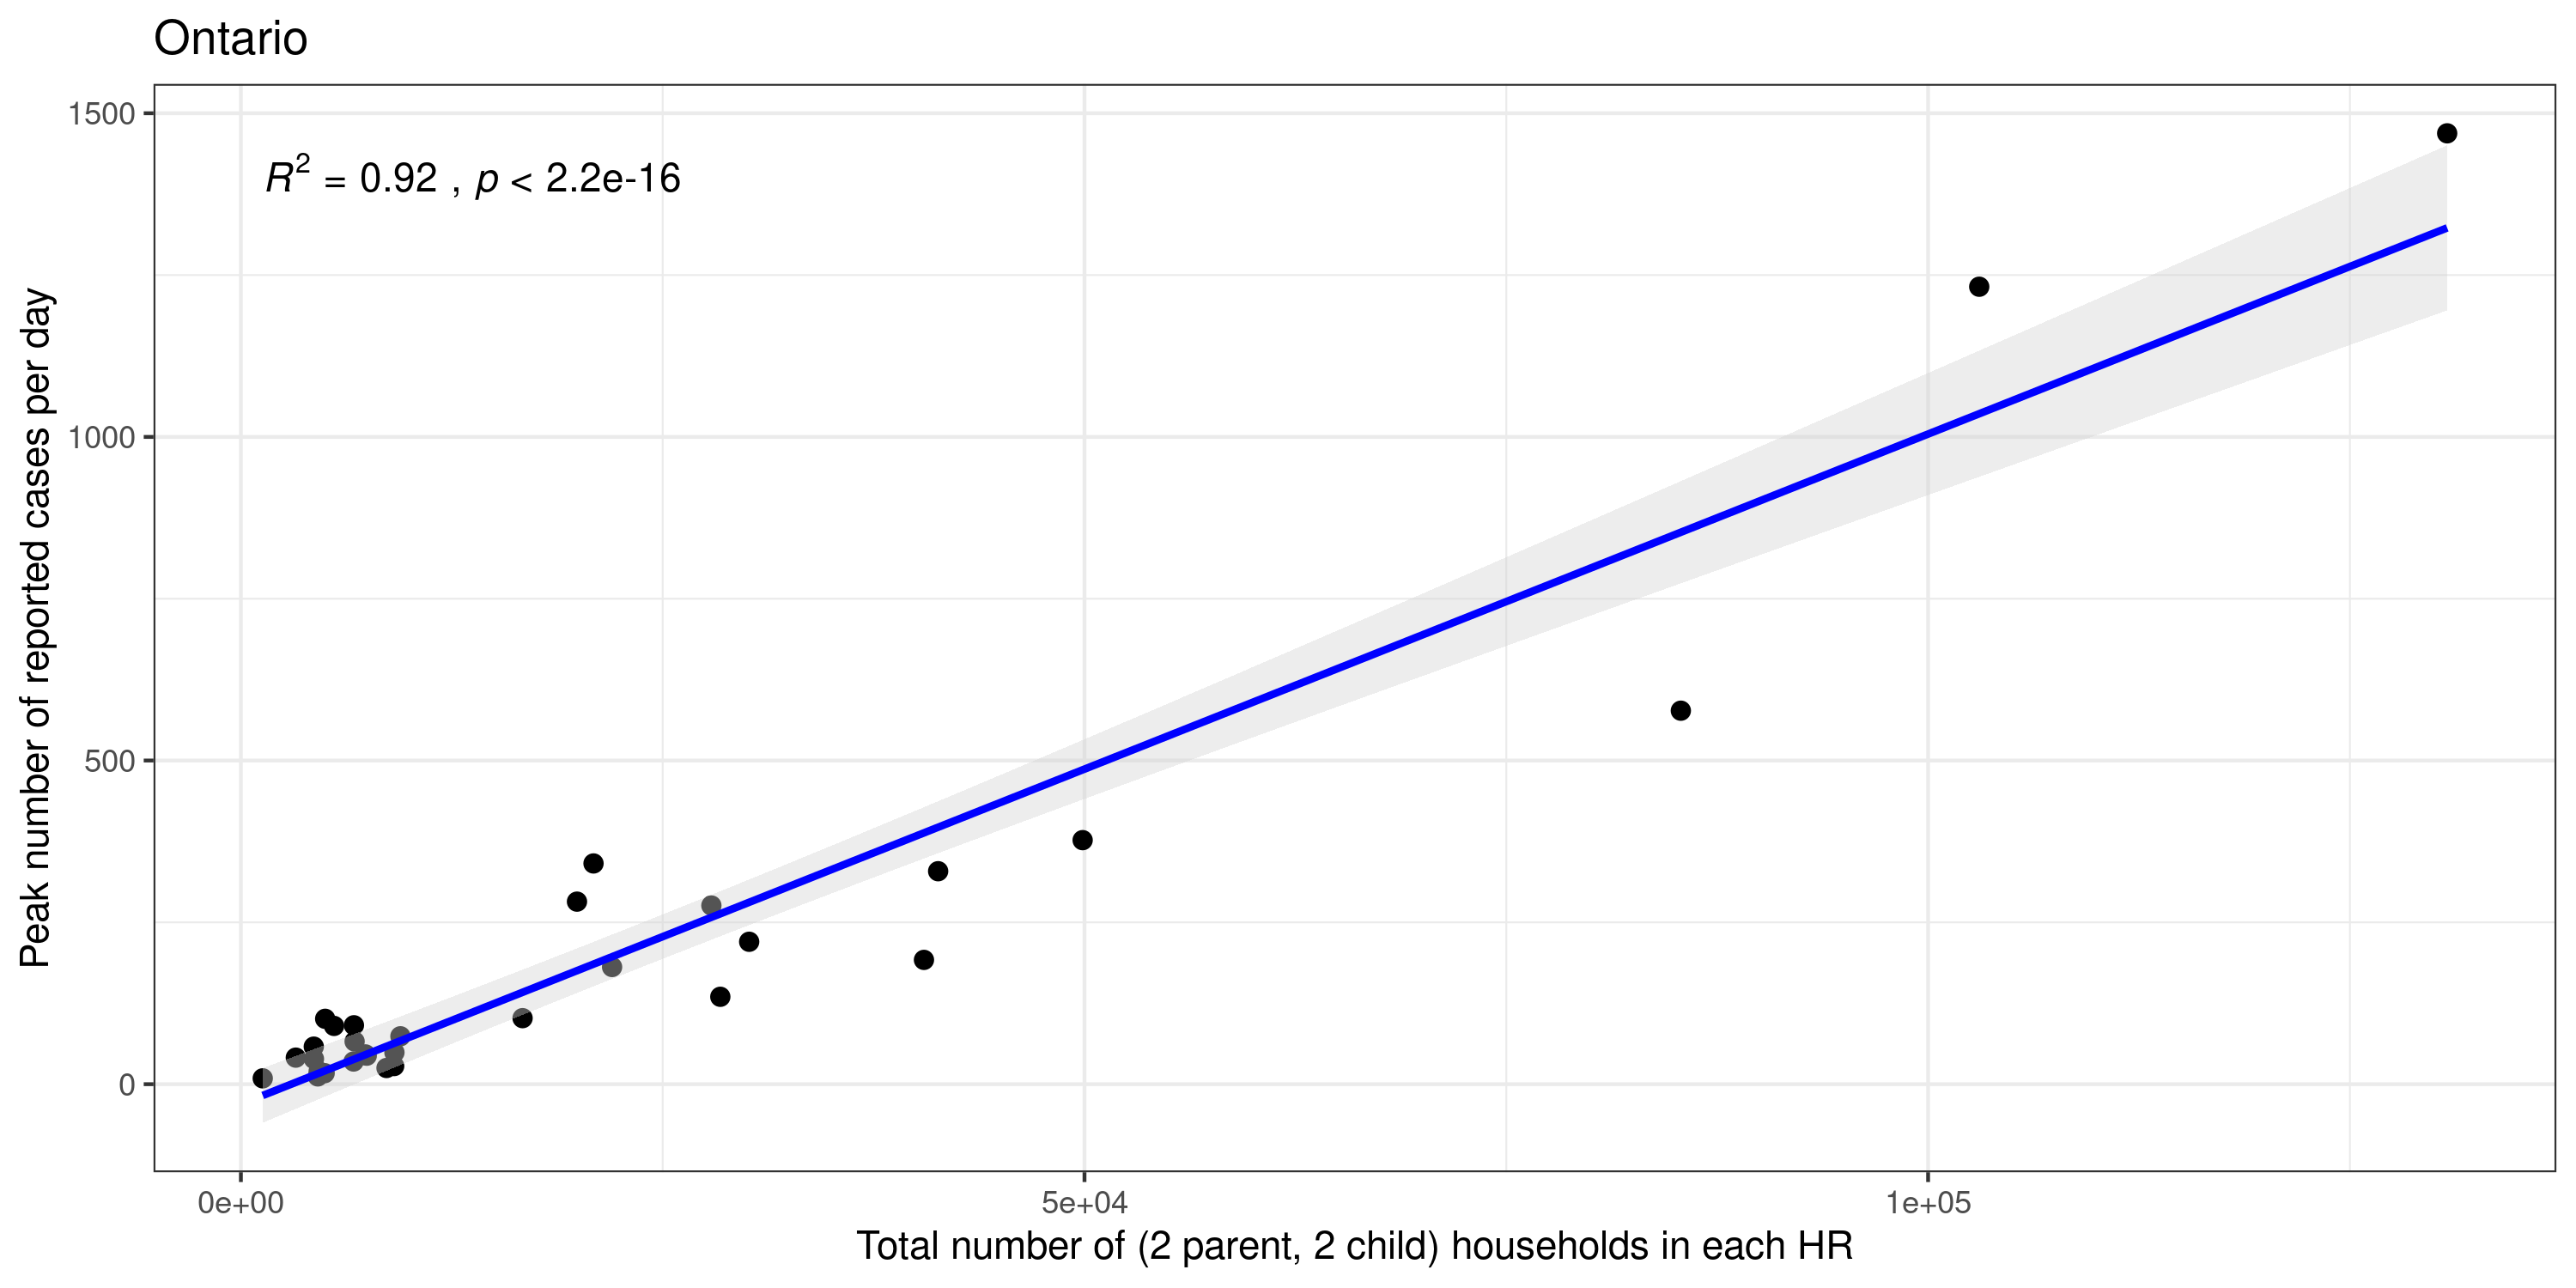 Ontario
R² = 0.92 , p < 2.2e-16
Peak number of reported cases per day
1500
1000
500
0
0e+00
5e+04
1e+05
Total number of (2 parent, 2 child) households in each HR